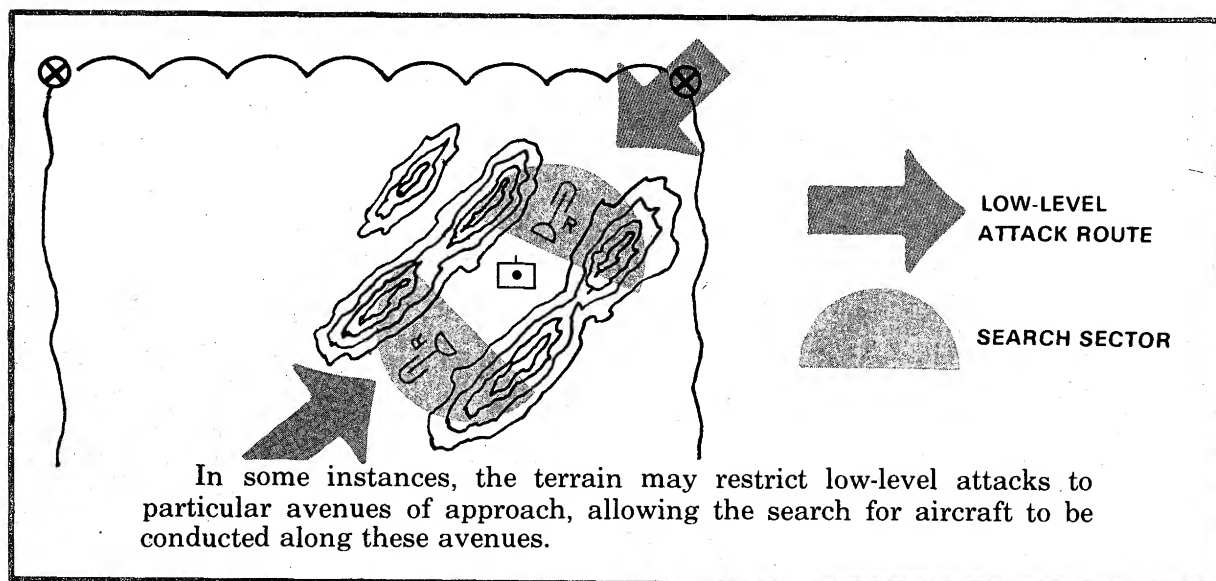 R
R
LOW-LEVEL
ATTACK ROUTE
SEARCH SECTOR
In some instances, the terrain may restrict low-level attacks to
particular avenues of approach, allowing the search for aircraft to be
conducted along these avenues.